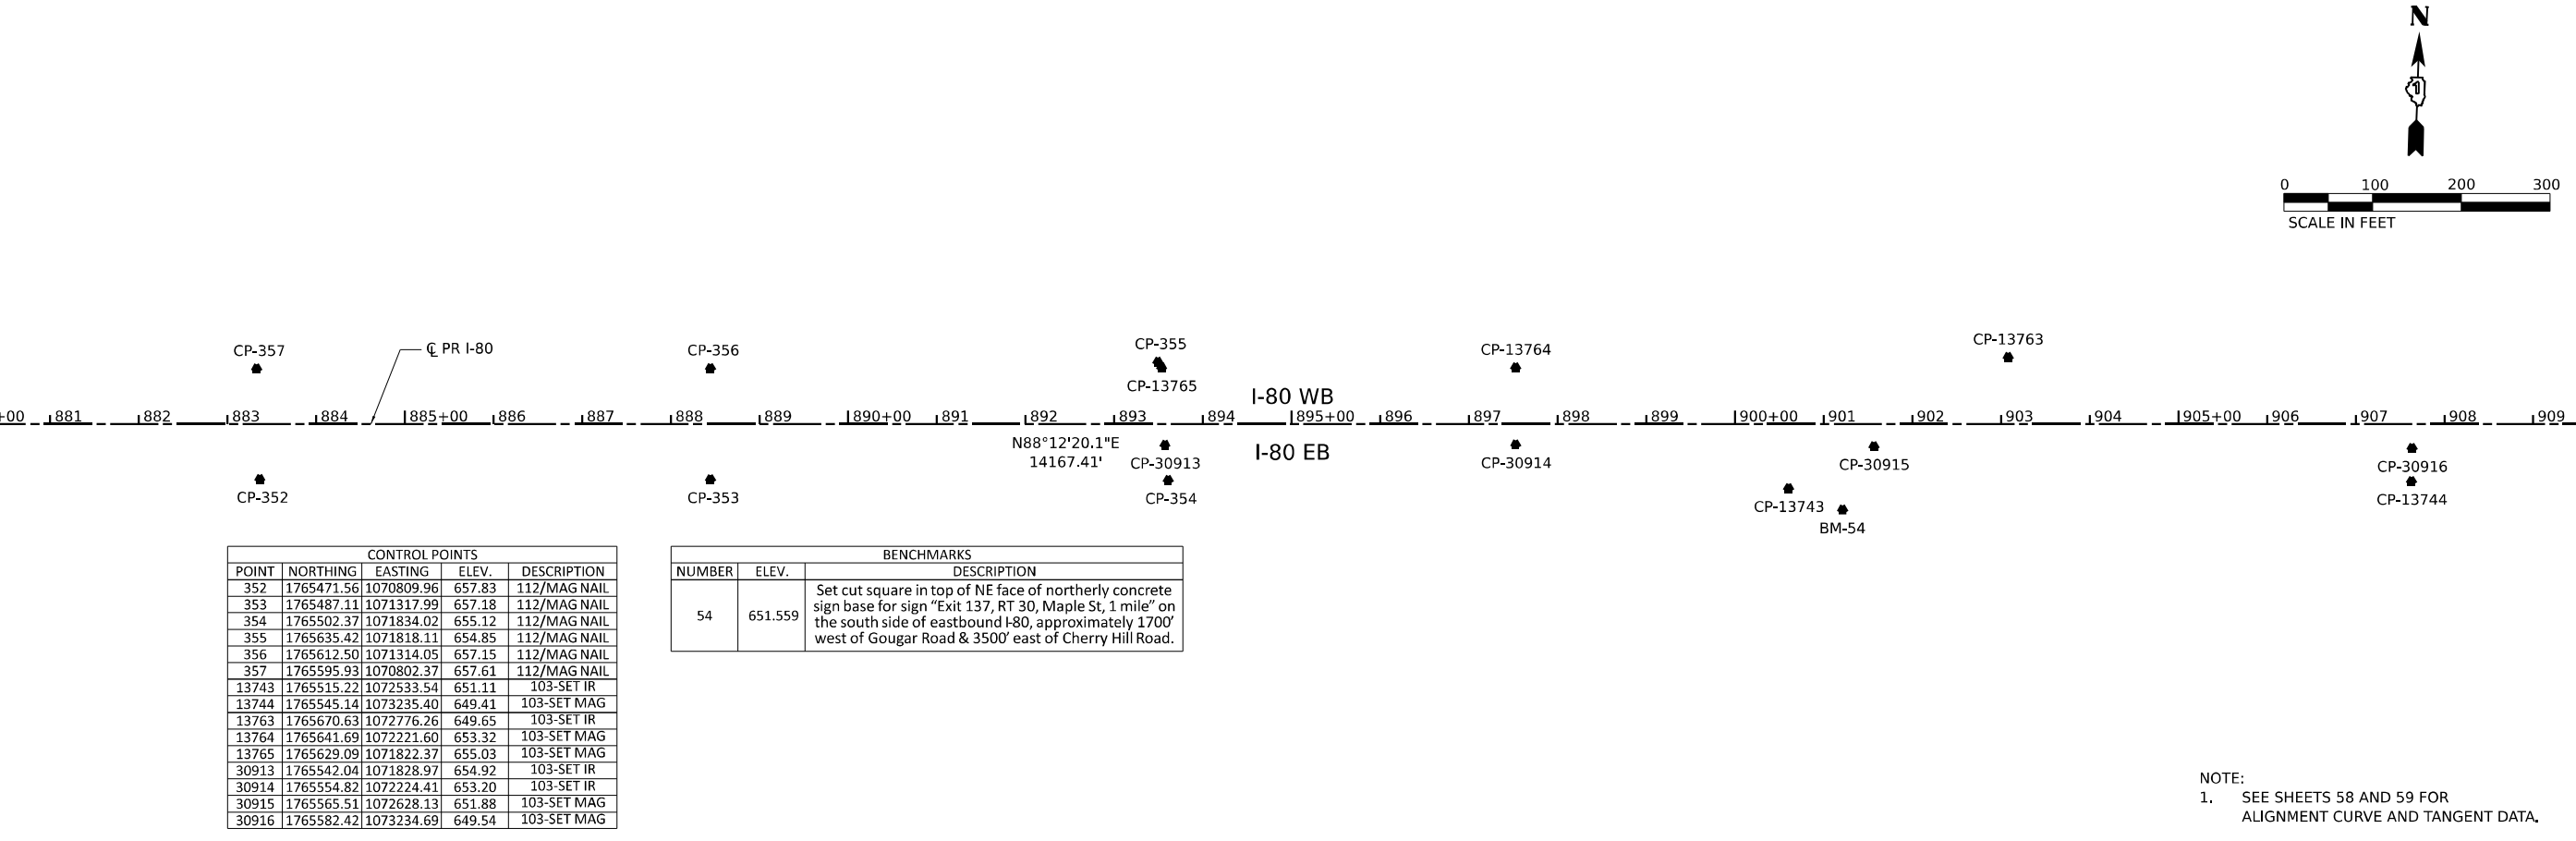 N
1
0 100 200 300
SCALE IN FEET
CP-357
℄ PR I-80
CP-356
CP-355
CP-13765
CP-13764
CP-13763
I-80 WB
+00 881 882 883 884 885+00 886 887 888 889 890+00 891 892 893 894 895+00 896 897 898 899 900+00 901 902 903 904 905+00 906 907 908 909
I-80 EB
N88°12'20.1"E
14167.41'
CP-352
CP-353
CP-30913
CP-354
CP-30914
CP-30915
CP-13743
BM-54
CP-30916
CP-13744
CONTROL POINTS
POINT NORTHING EASTING ELEV. DESCRIPTION
352 1765471.56 1070809.96 657.83 112/MAG NAIL
353 1765487.11 1071317.99 657.18 112/MAG NAIL
354 1765502.37 1071834.02 655.12 112/MAG NAIL
355 1765635.42 1071818.11 654.85 112/MAG NAIL
356 1765612.50 1071314.05 657.15 112/MAG NAIL
357 1765595.93 1070802.37 657.61 112/MAG NAIL
13743 1765515.22 1072533.54 651.11 103-SET IR
13744 1765545.14 1073235.40 649.41 103-SET MAG
13763 1765670.63 1072776.26 649.65 103-SET IR
13764 1765641.69 1072221.60 653.32 103-SET MAG
13765 1765629.09 1071822.37 655.03 103-SET MAG
30913 1765542.04 1071828.97 654.92 103-SET IR
30914 1765554.82 1072224.41 653.20 103-SET IR
30915 1765565.51 1072628.13 651.88 103-SET MAG
30916 1765582.42 1073234.69 649.54 103-SET MAG
BENCHMARKS
NUMBER ELEV. DESCRIPTION
54 651.559
Set cut square in top of NE face of northerly concrete
sign base for sign “Exit 137, RT 30, Maple St, 1 mile” on
the south side of eastbound I-80, approximately 1700’
west of Gougar Road & 3500’ east of Cherry Hill Road.
NOTE:
1. SEE SHEETS 58 AND 59 FOR
ALIGNMENT CURVE AND TANGENT DATA.